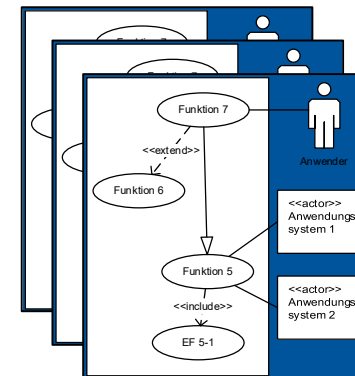 Funktion 7
<<extend>>
Anwender
Funktion 6
<<actor>>
Anwendungs
system 1
Funktion 5
<<actor>>
Anwendungs
system 2
<<include>>
EF 5-1